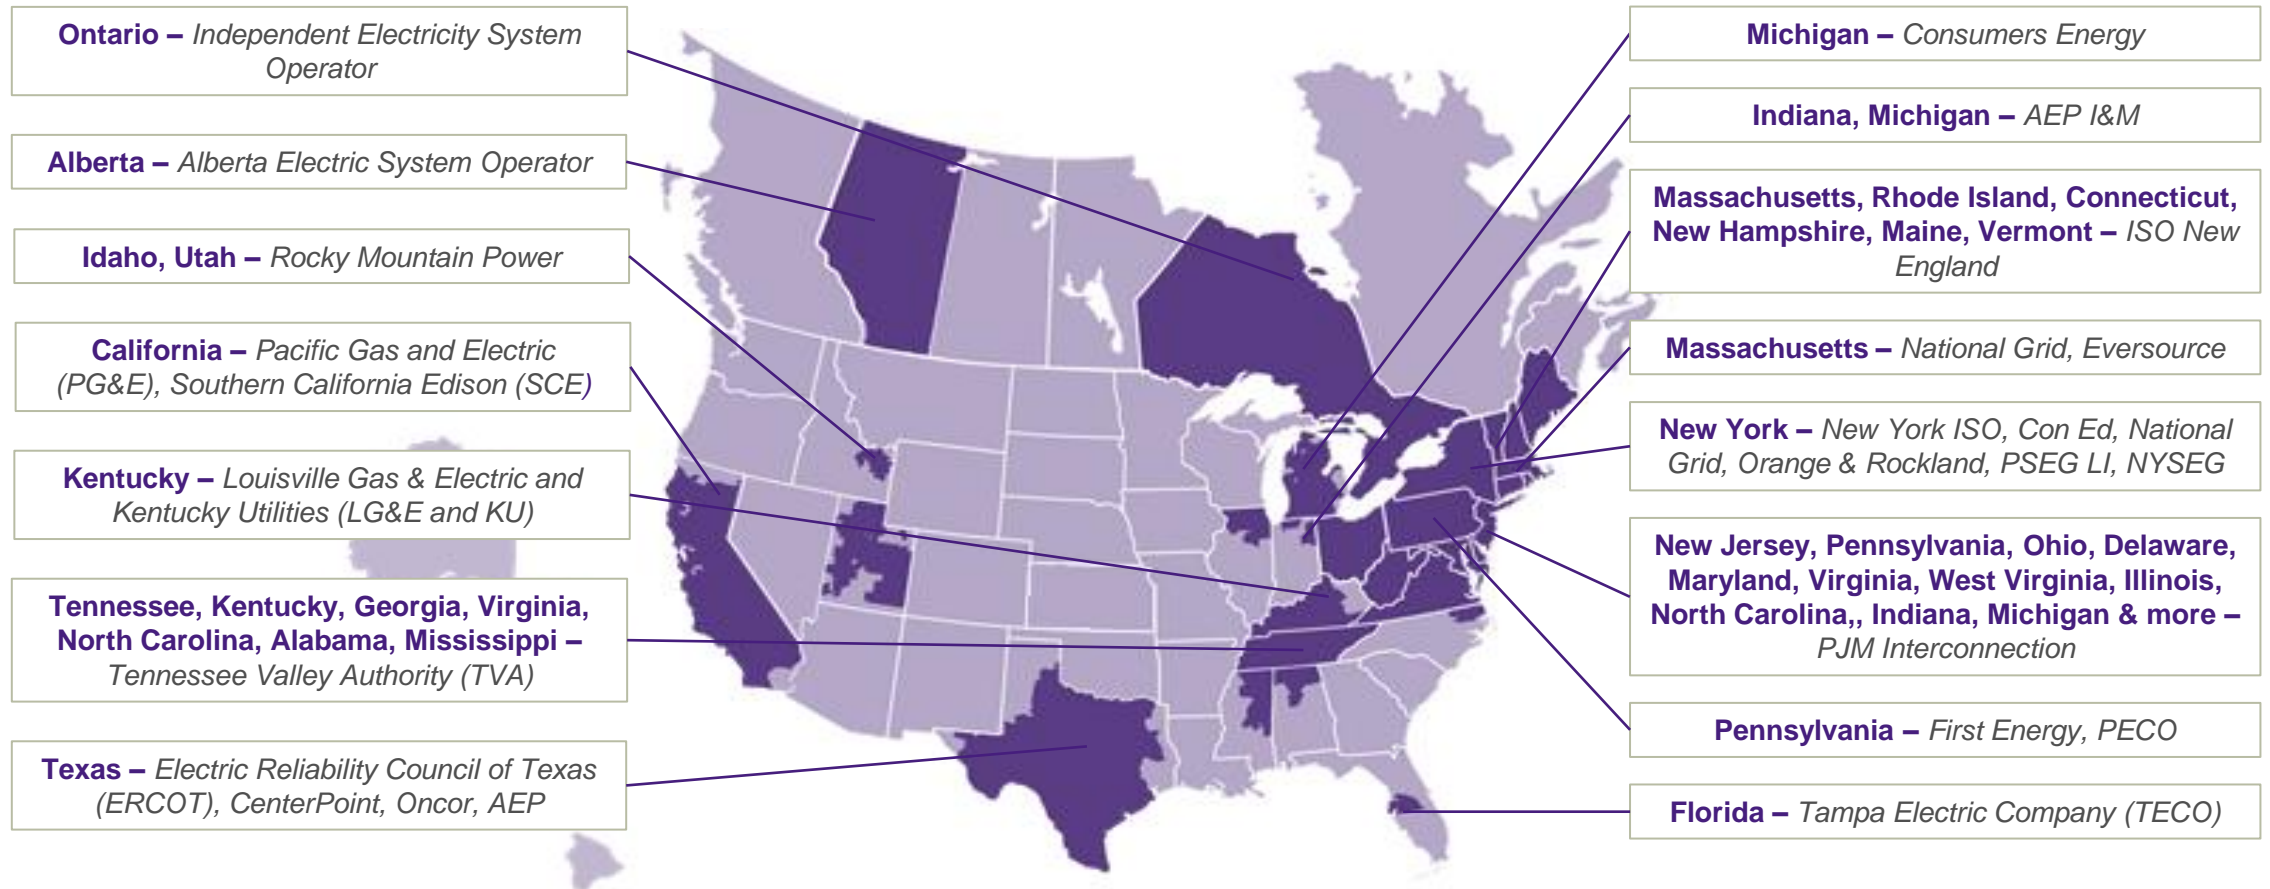 Ontario – Independent Electricity System
Operator
Alberta – Alberta Electric System Operator
Idaho, Utah – Rocky Mountain Power
California – Pacific Gas and Electric
(PG&E), Southern California Edison (SCE)
Kentucky – Louisville Gas & Electric and
Kentucky Utilities (LG&E and KU)
Tennessee, Kentucky, Georgia, Virginia,
North Carolina, Alabama, Mississippi –
Tennessee Valley Authority (TVA)
Texas – Electric Reliability Council of Texas
(ERCOT), CenterPoint, Oncor, AEP
Michigan – Consumers Energy
Indiana, Michigan – AEP I&M
Massachusetts, Rhode Island, Connecticut,
New Hampshire, Maine, Vermont – ISO New
England
Massachusetts – National Grid, Eversource
New York – New York ISO, Con Ed, National
Grid, Orange & Rockland, PSEG LI, NYSEG
New Jersey, Pennsylvania, Ohio, Delaware,
Maryland, Virginia, West Virginia, Illinois,
North Carolina,, Indiana, Michigan & more –
PJM Interconnection
Pennsylvania – First Energy, PECO
Florida – Tampa Electric Company (TECO)